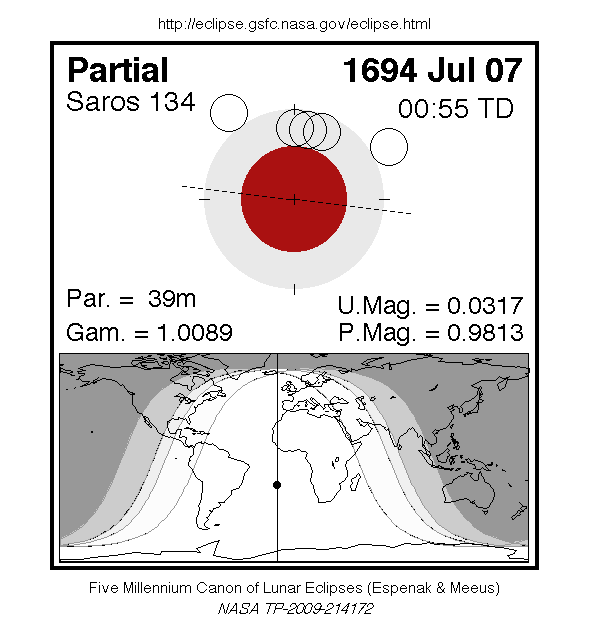 http://eclipse.gsfc.nasa.gov/eclipse.html
Partial 1694 Jul 07
Saros 134 00:55 TD
Par. = 39m U.Mag. = 0.0317
Gam. = 1.0089 P.Mag. = 0.9813
Five Millennium Canon of Lunar Eclipses (Espenak & Meeus)
NASA TP-2009-214172